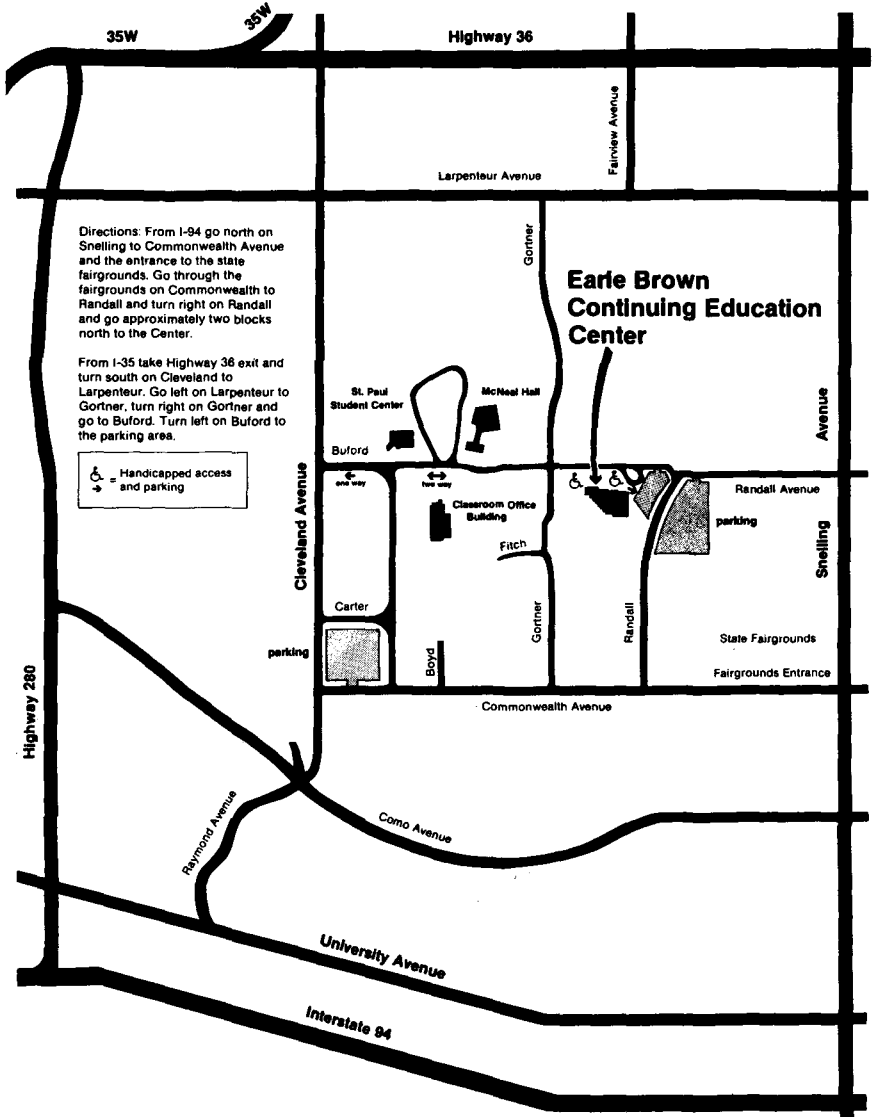 35W
35W
Highway 36
Fairview Avenue
Larpenteur Avenue
Directions: From I-94 go north on
Snelling to Commonwealth Avenue
and the entrance to the state
fairgrounds. Go through the
fairgrounds on Commonwealth to
Randall and turn right on Randall
and go approximately two blocks
north to the Center.
From I-35 take Highway 36 exit and
turn south on Cleveland to
Larpenteur. Go left on Larpenteur to
Gortner, turn right on Gortner and
go to Buford. Turn left on Buford to
the parking area.
= Handicapped access
and parking
Gortner
Earle Brown
Continuing Education
Center
St. Paul
Student Center
McNeal Hall
Avenue
Buford
one way
two way
Randall Avenue
Classroom Office
Building
parking
Cleveland Avenue
Snelling
Fitch
Carter
Gortner
Randall
State Fairgrounds
parking
Boyd
Fairgrounds Entrance
Commonwealth Avenue
Highway 280
Raymond Avenue
Como Avenue
University Avenue
Interstate 94